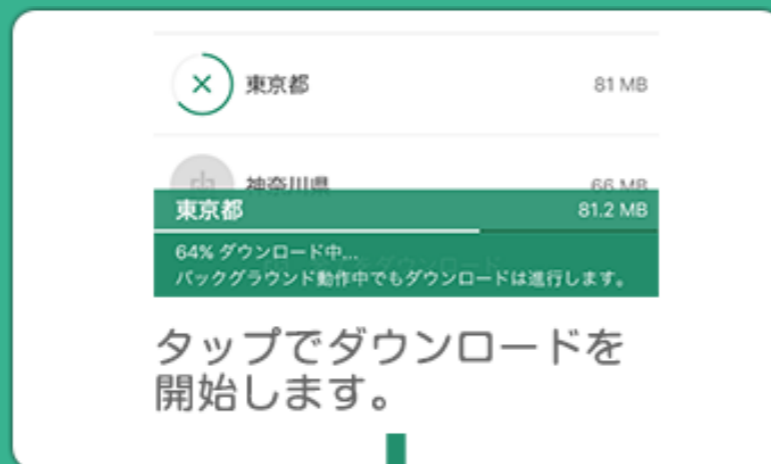 東京都 81 MB
神奈川県 66 MB
東京都 81.2 MB
64% ダウンロード中...
バックグラウンド動作中でもダウンロードは進行します。
タップでダウンロードを
開始します。